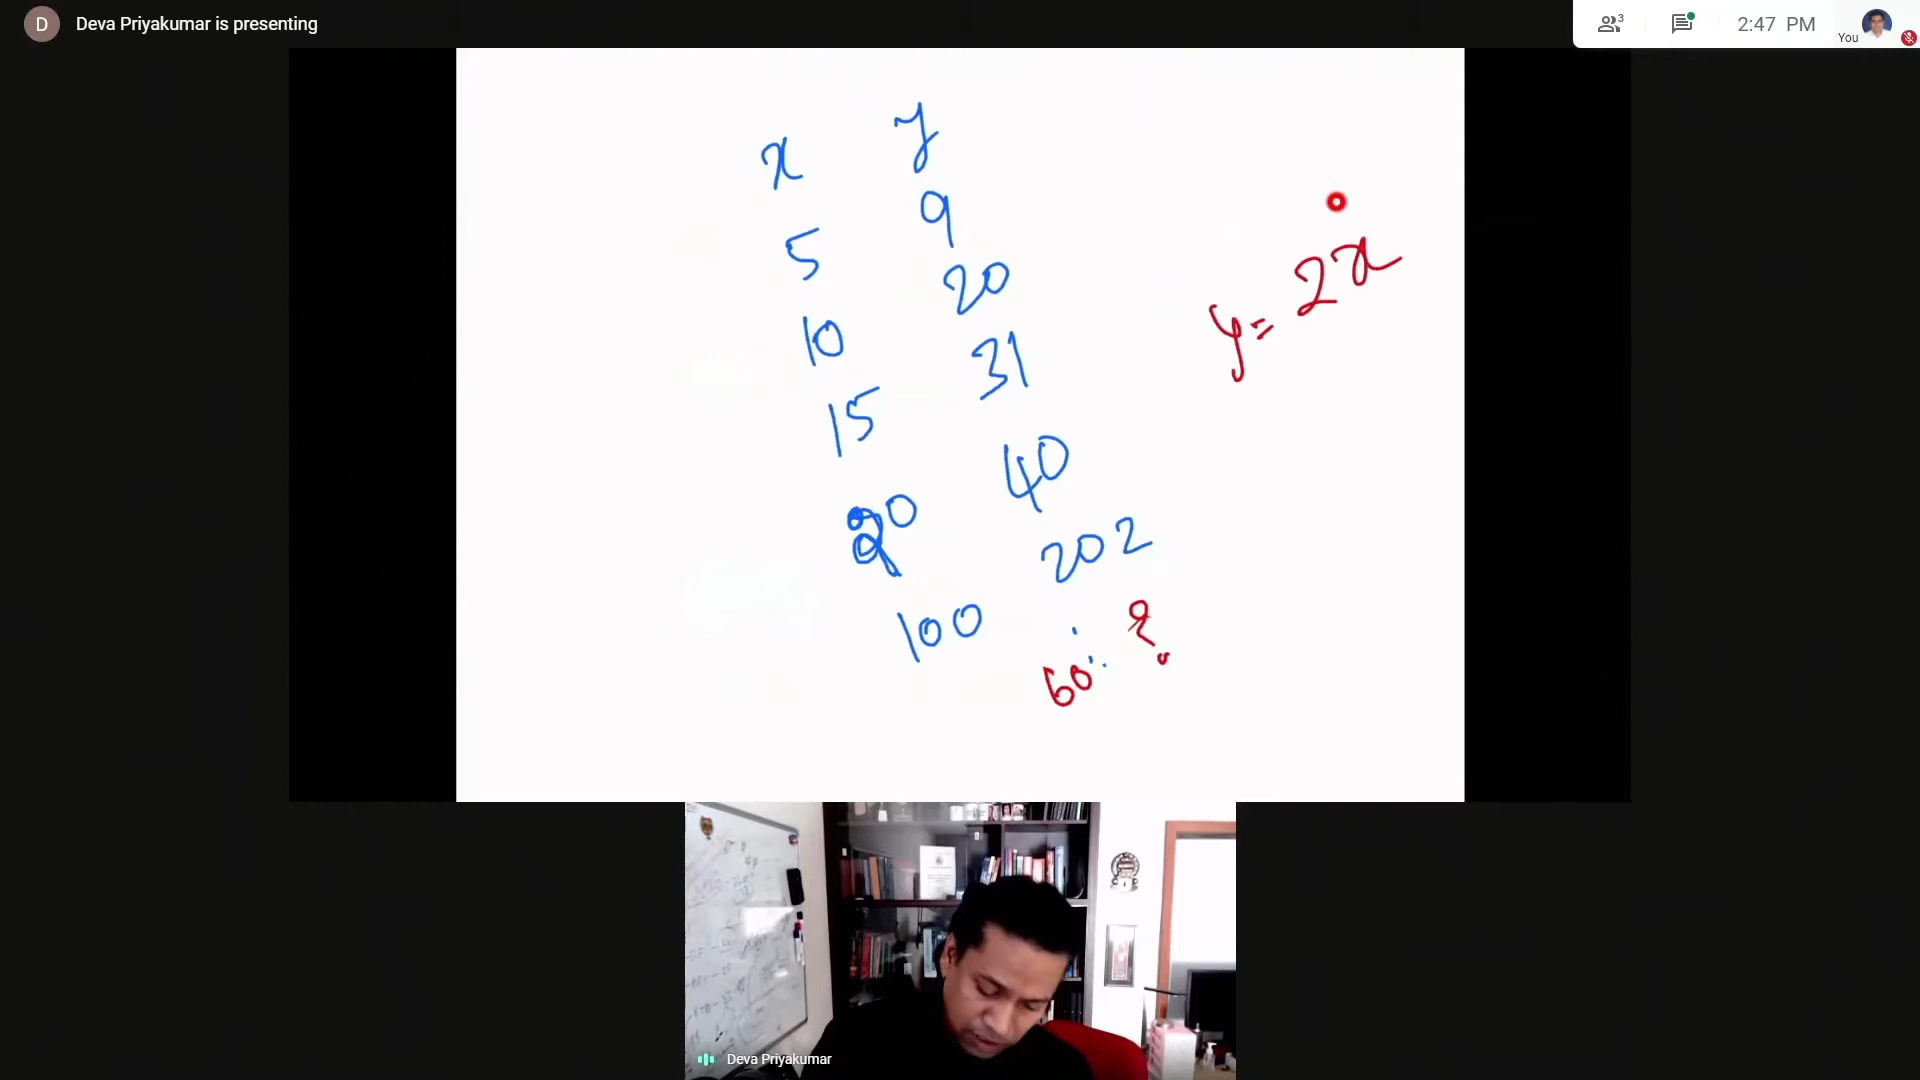 Deva Priyakumar is presenting
D
3
2:47 PM
You
x y
5 9
10 20
15 31
20 40
100 202
60 ?
y = 2x
Deva Priyakumar